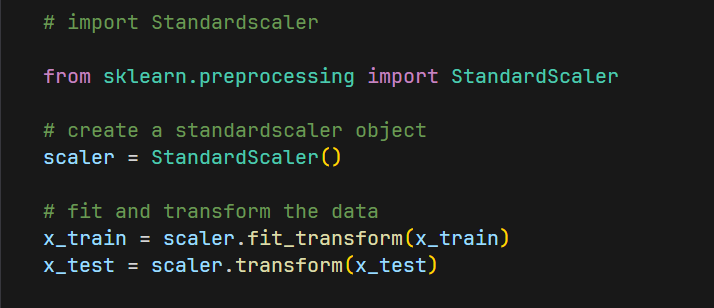 # import Standardscaler
from sklearn.preprocessing import StandardScaler
# create a standardscaler object
scaler = StandardScaler()
# fit and transform the data
x_train = scaler.fit_transform(x_train)
x_test = scaler.transform(x_test)